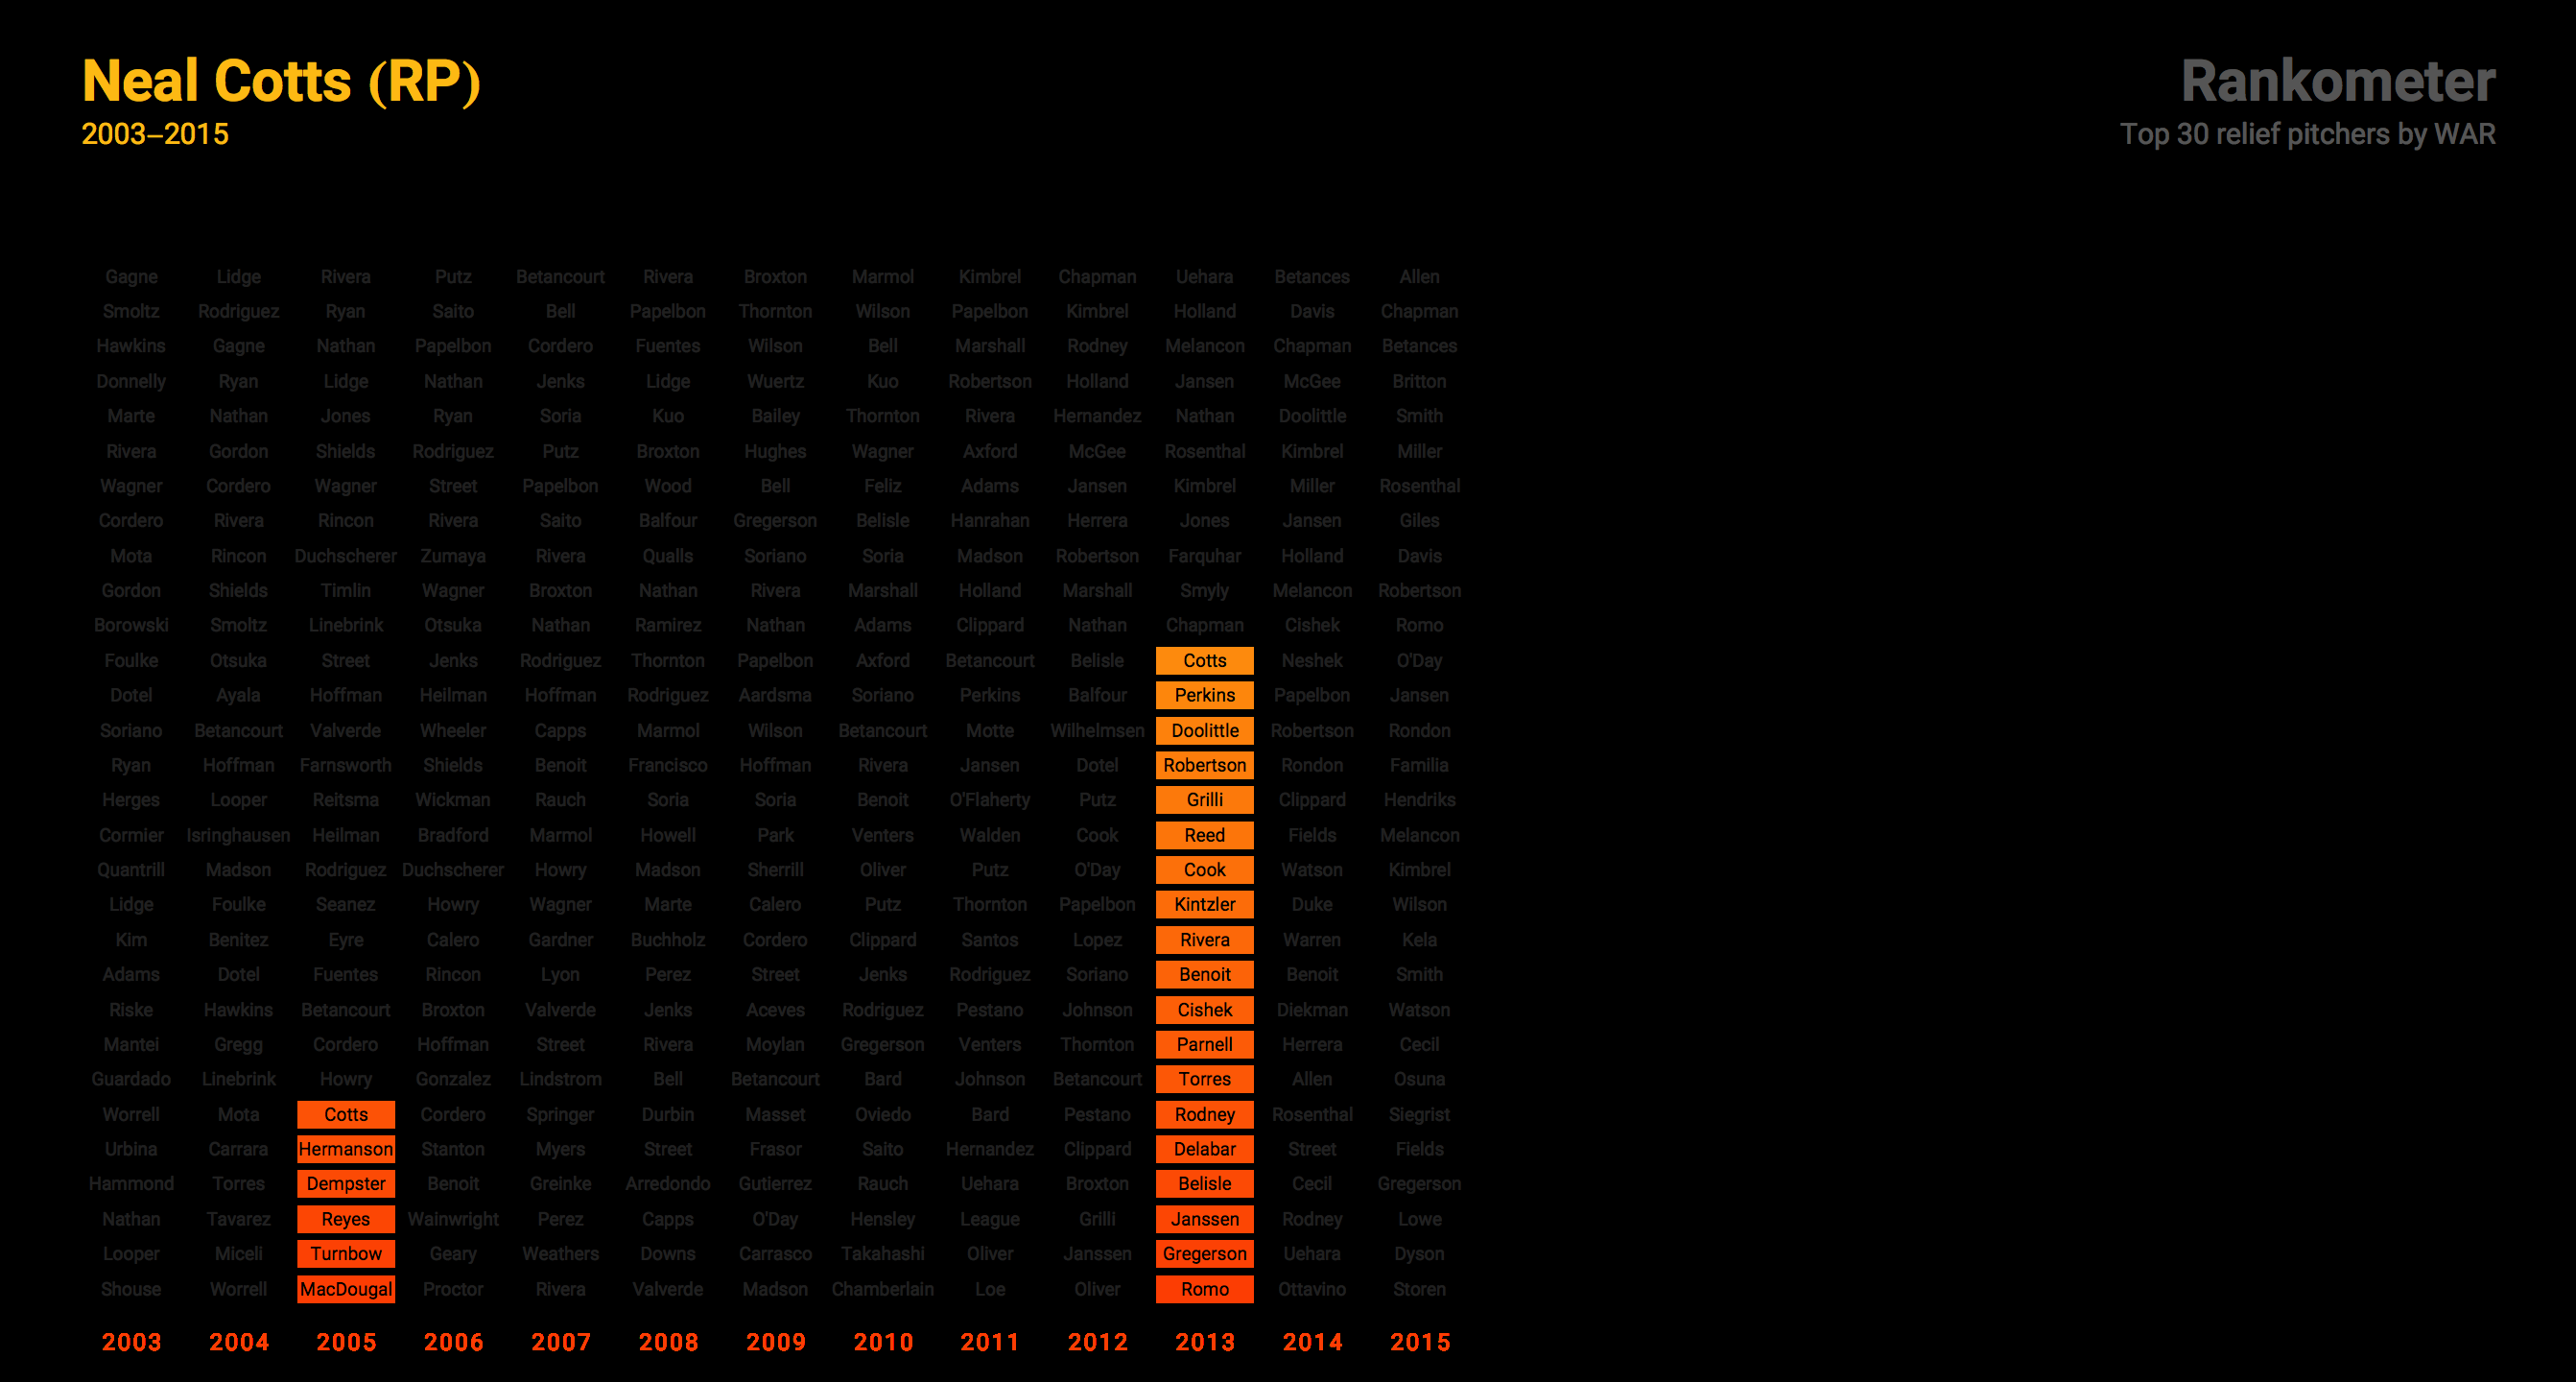 Neal Cotts (RP)
2003–2015
Rankometer
Top 30 relief pitchers by WAR
Gagne Lidge Rivera Putz Betancourt Rivera Broxton Marmol Kimbrel Chapman Uehara Betances Allen
Smoltz Rodriguez Ryan Saito Bell Papelbon Thornton Wilson Papelbon Kimbrel Holland Davis Chapman
Hawkins Gagne Nathan Papelbon Cordero Fuentes Wilson Bell Marshall Rodney Melancon Chapman Betances
Donnelly Ryan Lidge Nathan Jenks Lidge Wuertz Kuo Robertson Holland Jansen McGee Britton
Marte Nathan Jones Ryan Soria Kuo Bailey Thornton Rivera Hernandez Nathan Doolittle Smith
Rivera Gordon Shields Rodriguez Putz Broxton Hughes Wagner Axford McGee Rosenthal Kimbrel Miller
Wagner Cordero Wagner Street Papelbon Wood Bell Feliz Adams Jansen Kimbrel Miller Rosenthal
Cordero Rivera Rincon Rivera Saito Balfour Gregerson Belisle Hanrahan Herrera Jones Jansen Giles
Mota Rincon Duchscherer Zumaya Rivera Qualls Soriano Soria Madson Robertson Farquhar Holland Davis
Gordon Shields Timlin Wagner Broxton Nathan Rivera Marshall Holland Marshall Smyly Melancon Robertson
Borowski Smoltz Linebrink Otsuka Nathan Ramirez Nathan Adams Clippard Nathan Chapman Cishek Romo
Foulke Otsuka Street Jenks Rodriguez Thornton Papelbon Axford Betancourt Belisle Cotts Neshek O'Day
Dotel Ayala Hoffman Heilman Hoffman Rodriguez Aardsma Soriano Perkins Balfour Perkins Papelbon Jansen
Soriano Betancourt Valverde Wheeler Capps Marmol Wilson Betancourt Motte Wilhelmsen Doolittle Robertson Rondon
Ryan Hoffman Farnsworth Shields Benoit Francisco Hoffman Rivera Jansen Dotel Robertson Rondon Familia
Herges Looper Reitsma Wickman Rauch Soria Soria Benoit O'Flaherty Putz Grilli Clippard Hendriks
Cormier Isringhausen Heilman Bradford Marmol Howell Park Venters Walden Cook Reed Fields Melancon
Quantrill Madson Rodriguez Duchscherer Howry Madson Sherrill Oliver Putz O'Day Cook Watson Kimbrel
Lidge Foulke Seanez Howry Wagner Marte Calero Putz Thornton Papelbon Kintzler Duke Wilson
Kim Benitez Eyre Calero Gardner Buchholz Cordero Clippard Santos Lopez Rivera Warren Kela
Adams Dotel Fuentes Rincon Lyon Perez Street Jenks Rodriguez Soriano Benoit Benoit Smith
Riske Hawkins Betancourt Broxton Valverde Jenks Aceves Rodriguez Pestano Johnson Cishek Diekman Watson
Mantei Gregg Cordero Hoffman Street Rivera Moylan Gregerson Venters Thornton Parnell Herrera Cecil
Guardado Linebrink Howry Gonzalez Lindstrom Bell Betancourt Bard Johnson Betancourt Torres Allen Osuna
Worrell Mota Cotts Cordero Springer Durbin Masset Oviedo Bard Pestano Rodney Rosenthal Siegrist
Urbina Carrara Hermanson Stanton Myers Street Frasor Saito Hernandez Clippard Delabar Street Fields
Hammond Torres Dempster Benoit Greinke Arredondo Gutierrez Rauch Uehara Broxton Belisle Cecil Gregerson
Nathan Tavarez Reyes Wainwright Perez Capps O'Day Hensley League Grilli Janssen Rodney Lowe
Looper Miceli Turnbow Geary Weathers Downs Carrasco Takahashi Oliver Janssen Gregerson Uehara Dyson
Shouse Worrell MacDougal Proctor Rivera Valverde Madson Chamberlain Loe Oliver Romo Ottavino Storen
2003 2004 2005 2006 2007 2008 2009 2010 2011 2012 2013 2014 2015